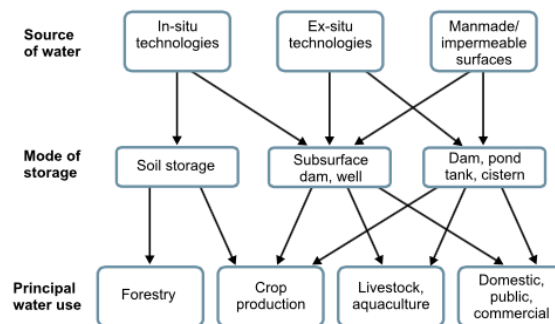 Source of water
In-situ technologies
Ex-situ technologies
Manmade/ impermeable surfaces
Mode of storage
Soil storage
Subsurface dam, well
Dam, pond tank, cistern
Principal water use
Forestry
Crop production
Livestock, aquaculture
Domestic, public, commercial